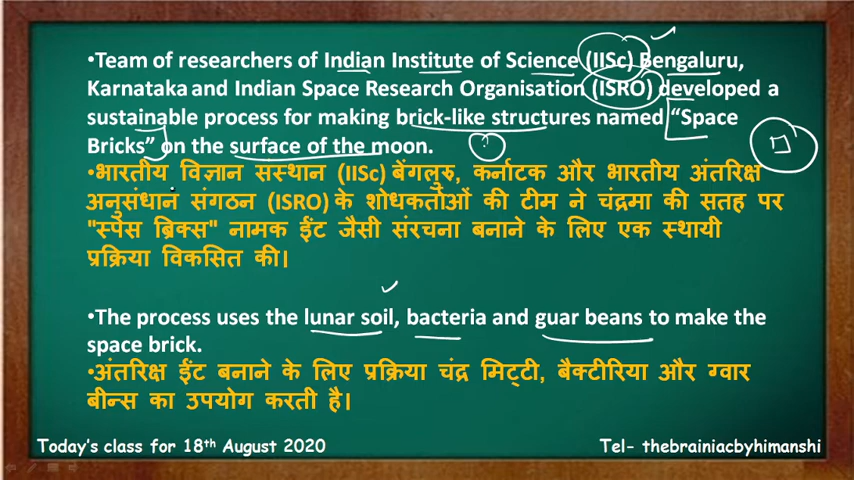 •Team of researchers of Indian Institute of Science (IISc) Bengaluru,
Karnataka and Indian Space Research Organisation (ISRO) developed a
sustainable process for making brick-like structures named “Space
Bricks” on the surface of the moon.
•भारतीय विज्ञान संस्थान (IISc) बेंगलुरु, कर्नाटक और भारतीय अंतरिक्ष
अनुसंधान संगठन (ISRO) के शोधकर्ताओं की टीम ने चंद्रमा की सतह पर
"स्पेस ब्रिक्स" नामक ईंट जैसी संरचना बनाने के लिए एक स्थायी
प्रक्रिया विकसित की।
•The process uses the lunar soil, bacteria and guar beans to make the
space brick.
•अंतरिक्ष ईंट बनाने के लिए प्रक्रिया चंद्र मिट्टी, बैक्टीरिया और ग्वार
बीन्स का उपयोग करती है।
Today's class for 18th August 2020
Tel- thebrainiacbyhimanshi